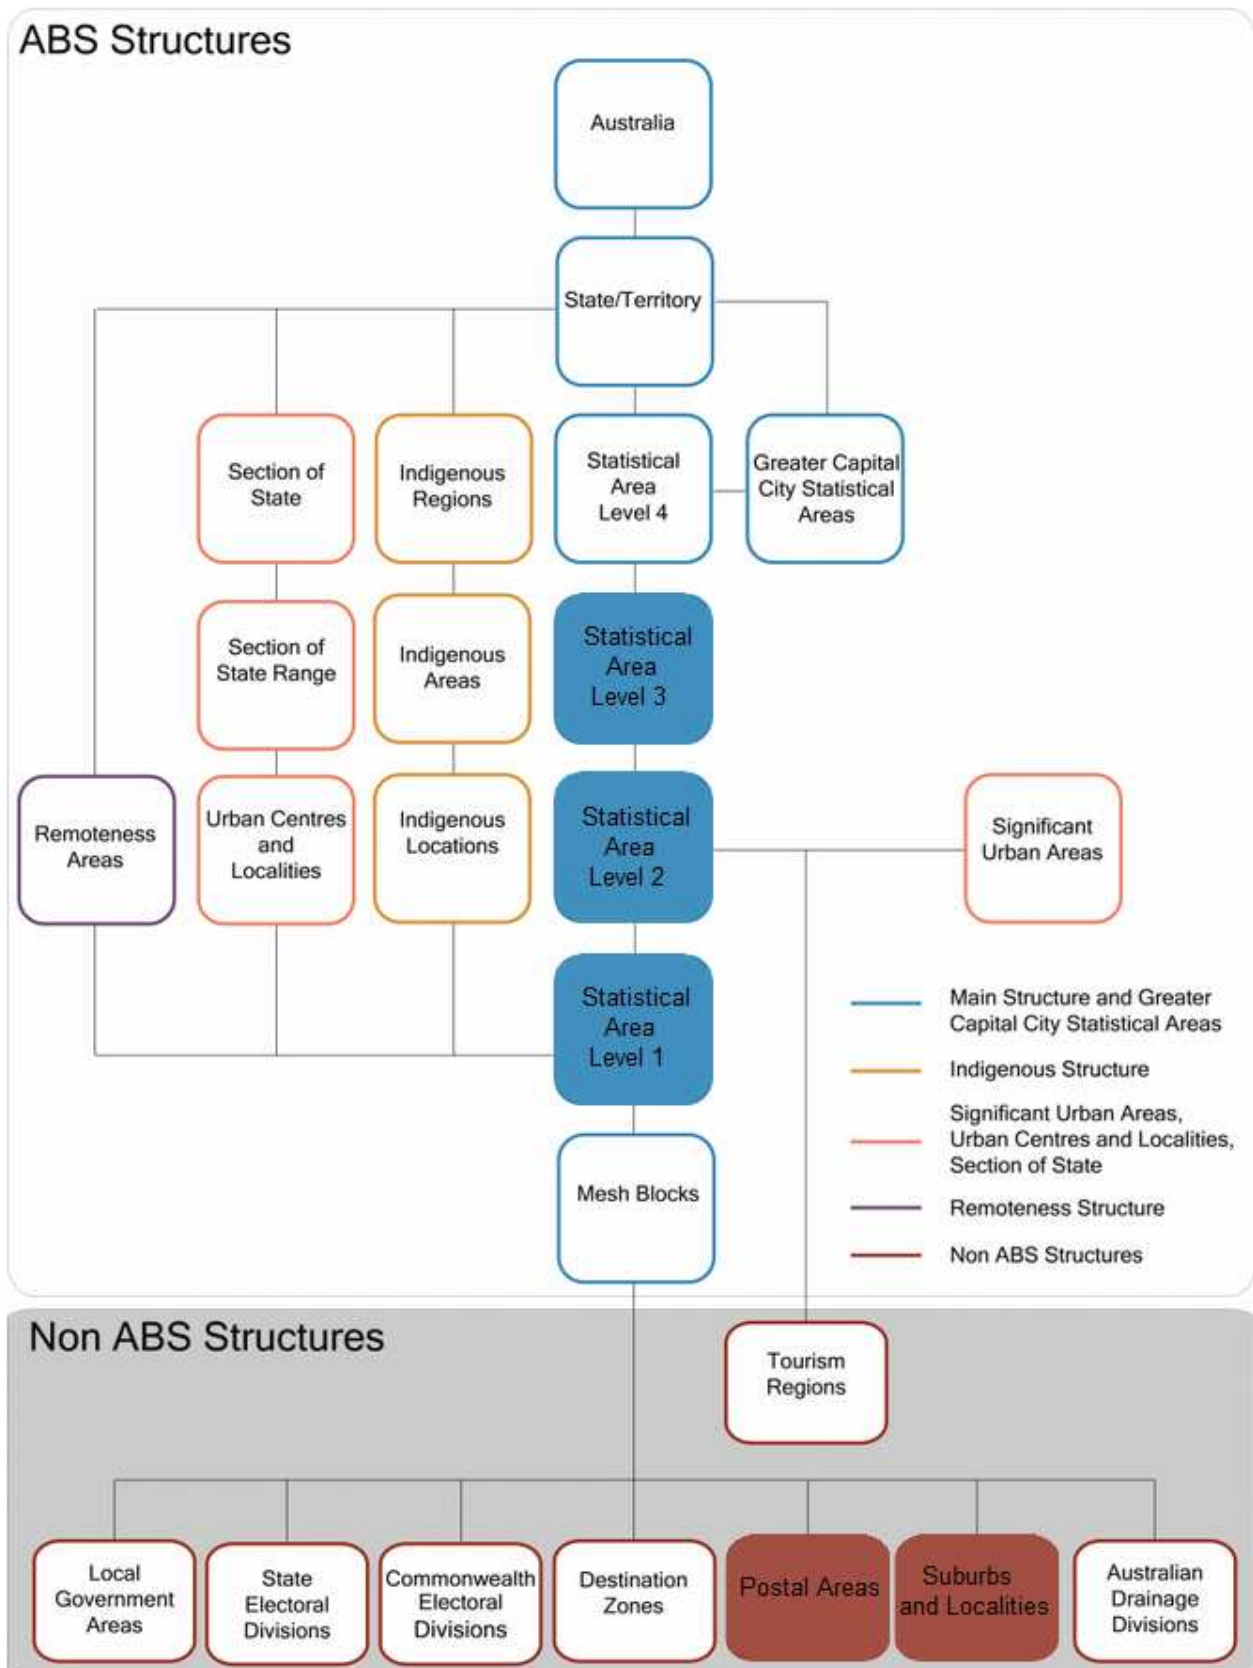 ABS Structures
Australia
State/Territory
Section of
State
Indigenous
Regions
Statistical
Area
Level 4
Greater Capital
City Statistical
Areas
Section of
State Range
Indigenous
Areas
Statistical
Area
Level 3
Remoteness
Areas
Urban Centres
and
Localities
Indigenous
Locations
Statistical
Area
Level 2
Significant
Urban Areas
Statistical
Area
Level 1
Mesh Blocks
Main Structure and Greater
Capital City Statistical Areas
Indigenous Structure
Significant Urban Areas,
Urban Centres and Localities,
Section of State
Remoteness Structure
Non ABS Structures
Non ABS Structures
Tourism
Regions
Local
Government
Areas
State
Electoral
Divisions
Commonwealth
Electoral
Divisions
Destination
Zones
Postal Areas
Suburbs
and Localities
Australian
Drainage
Divisions